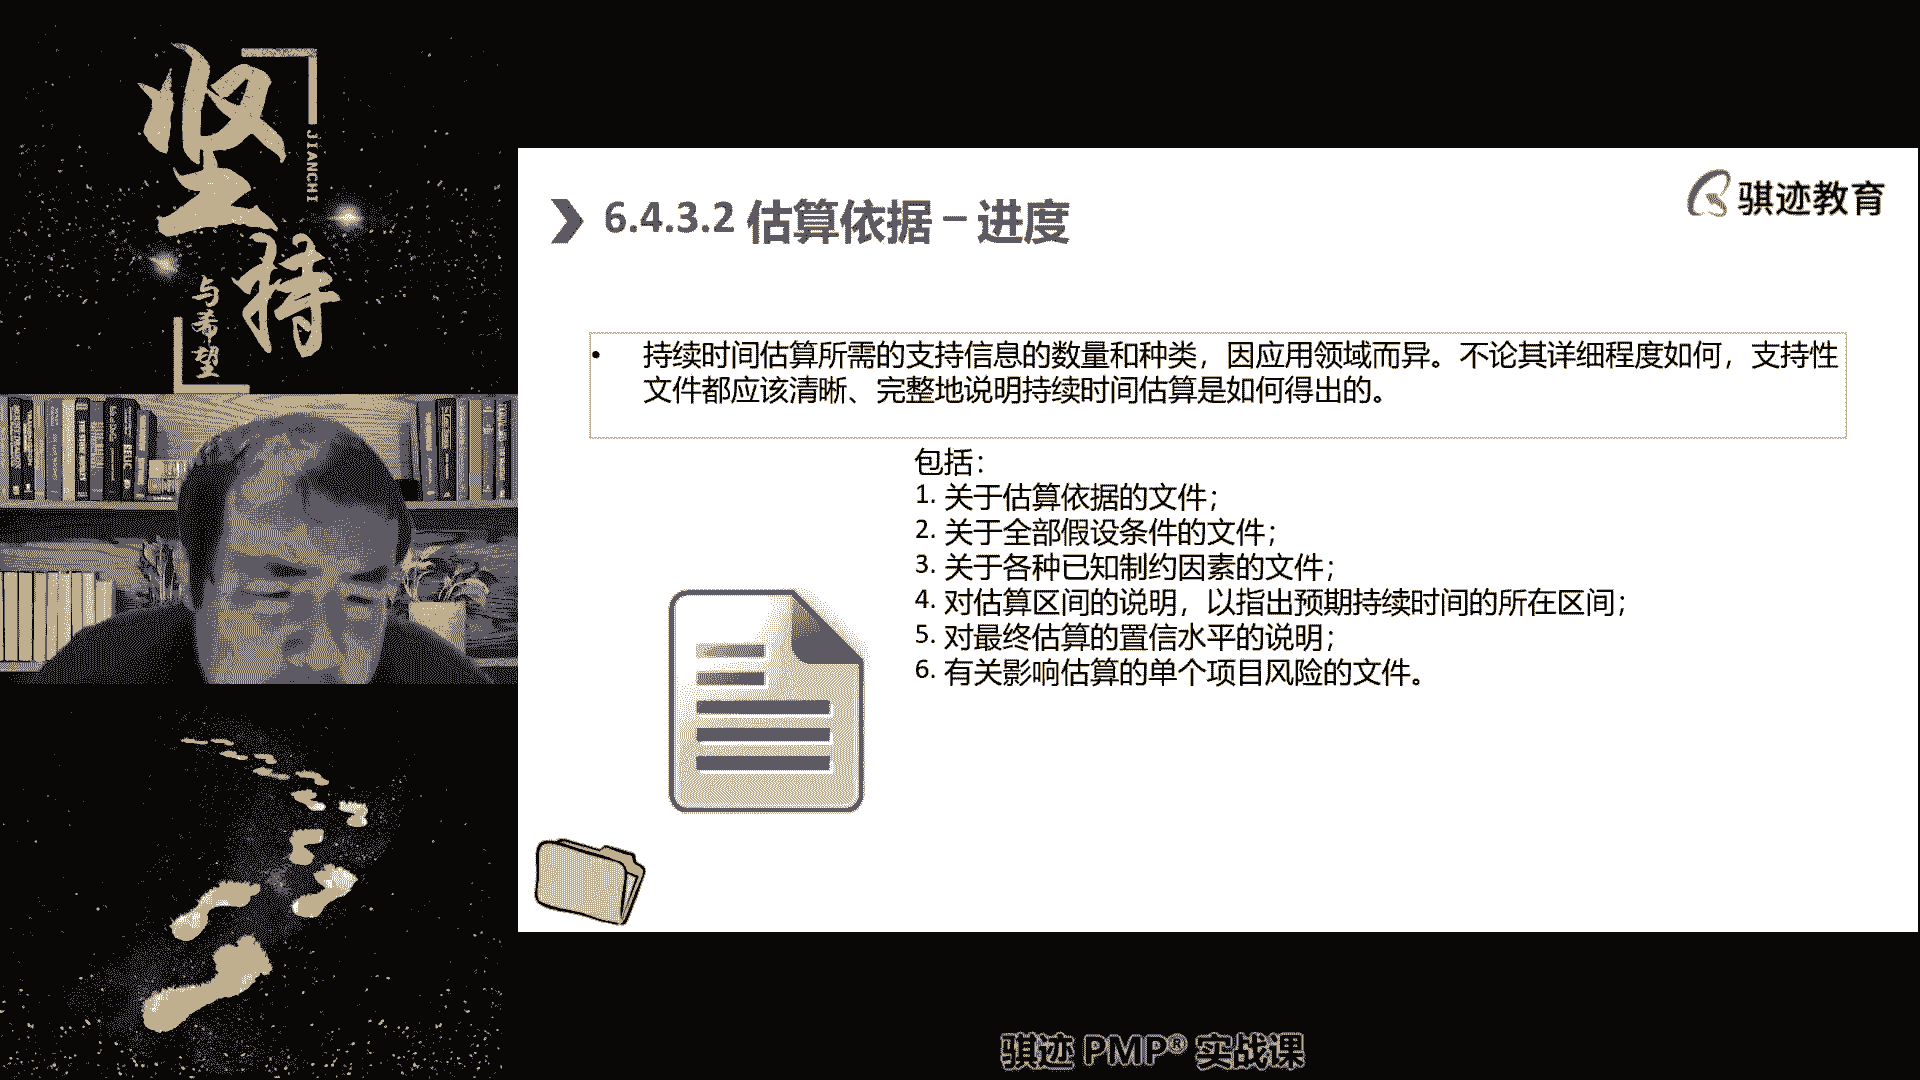 坚持
JIANCHI
与希望
骐迹教育
6.4.3.2 估算依据 – 进度
• 持续时间估算所需的支持信息的数量和种类，因应用领域而异。不论其详细程度如何，支持性
文件都应该清晰、完整地说明持续时间估算是如何得出的。
包括：
1. 关于估算依据的文件；
2. 关于全部假设条件的文件；
3. 关于各种已知制约因素的文件；
4. 对估算区间的说明，以指出预期持续时间的所在区间；
5. 对最终估算的置信水平的说明；
6. 有关影响估算的单个项目风险的文件。
骐迹 PMP® 实战课